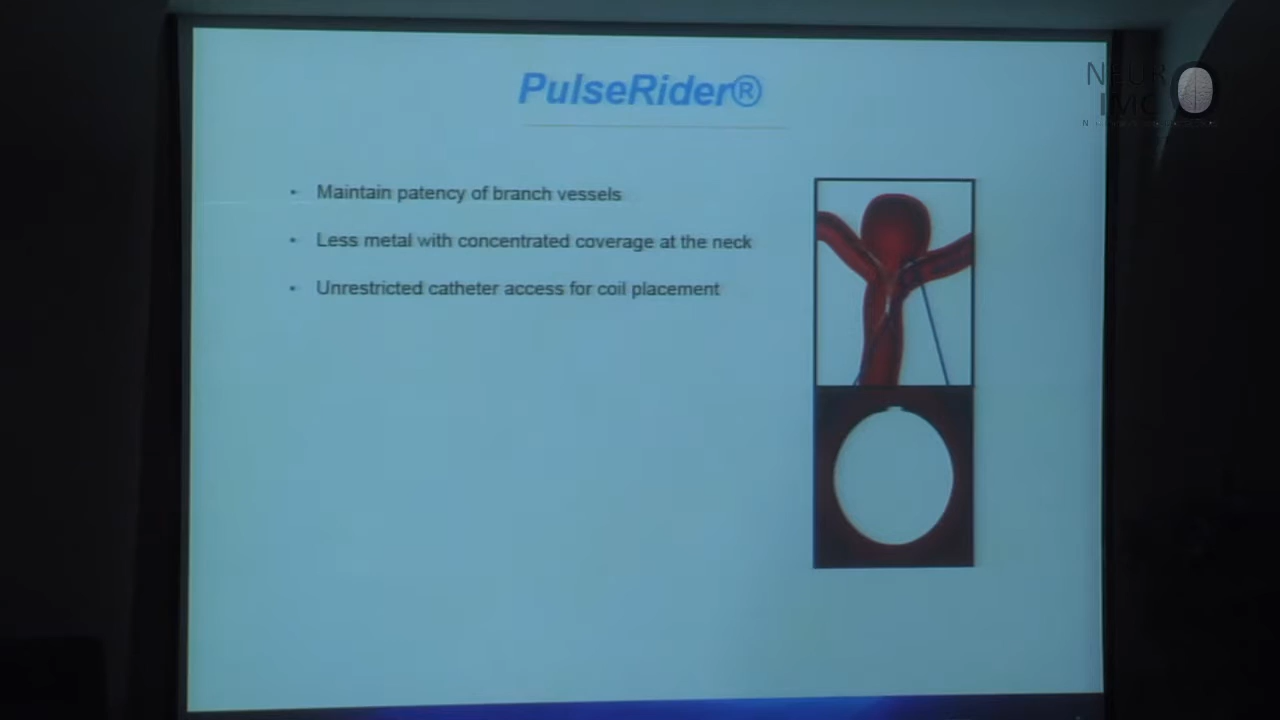 PulseRider®
• Maintain patency of branch vessels
• Less metal with concentrated coverage at the neck
• Unrestricted catheter access for coil placement
NEUR